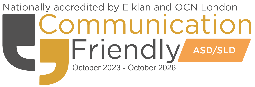 Nationally accredited by Elklan and OCN London
Communication
Friendly
ASD/SLD
October 2023 - October 2026